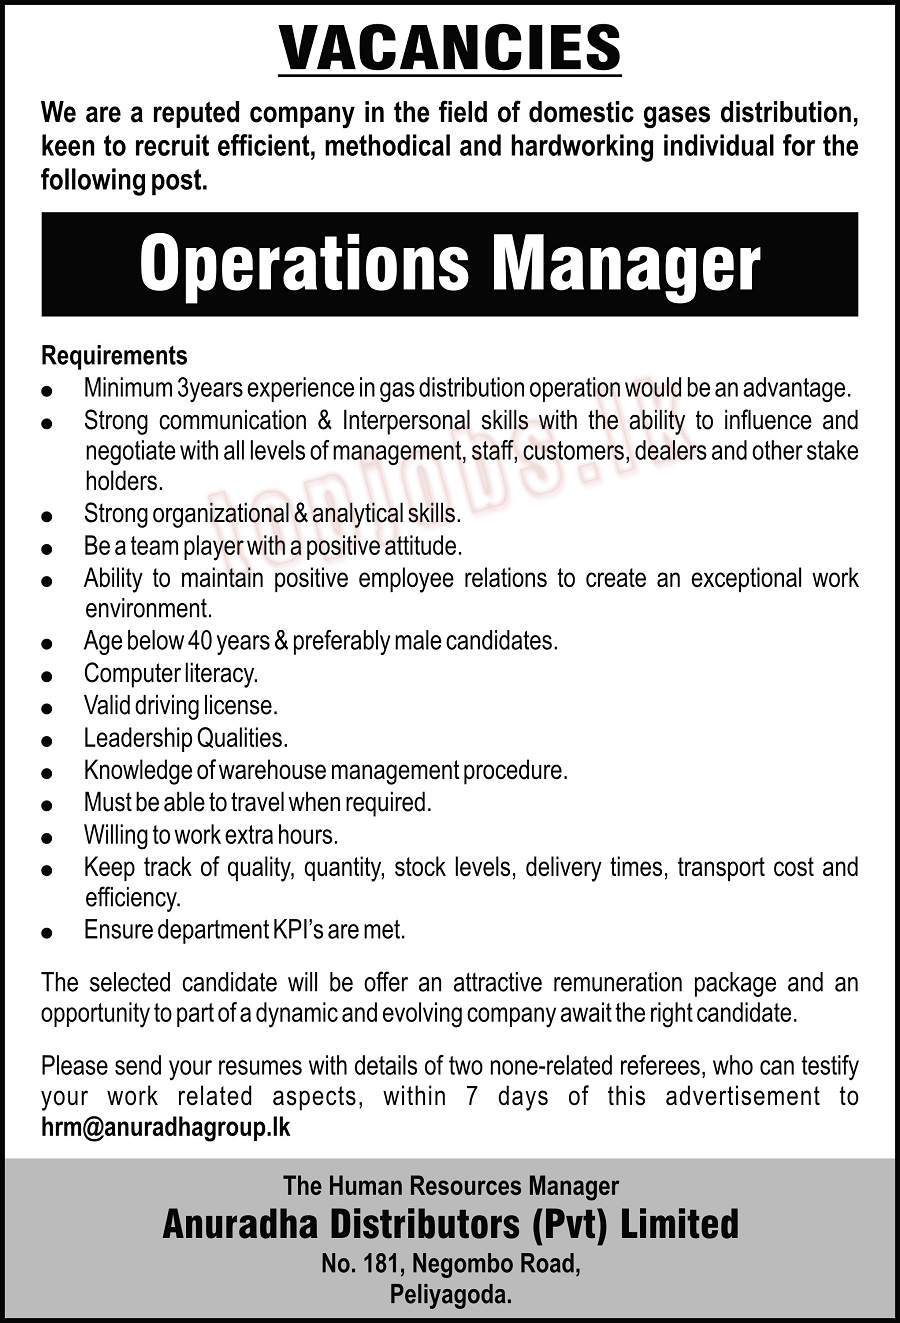 VACANCIES
We are a reputed company in the field of domestic gases distribution,
keen to recruit efficient, methodical and hardworking individual for the
following post.
Operations Manager
Requirements
● Minimum 3years experience in gas distribution operation would be an advantage.
● Strong communication & Interpersonal skills with the ability to influence and
negotiate with all levels of management, staff, customers, dealers and other stake
holders.
● Strong organizational & analytical skills.
● Be a team player with a positive attitude.
● Ability to maintain positive employee relations to create an exceptional work
environment.
● Age below 40 years & preferably male candidates.
● Computer literacy.
● Valid driving license.
● Leadership Qualities.
● Knowledge of warehouse management procedure.
● Must be able to travel when required.
● Willing to work extra hours.
● Keep track of quality, quantity, stock levels, delivery times, transport cost and
efficiency.
● Ensure department KPI’s are met.
The selected candidate will be offer an attractive remuneration package and an
opportunity to part of a dynamic and evolving company await the right candidate.
Please send your resumes with details of two none-related referees, who can testify
your work related aspects, within 7 days of this advertisement to
hrm@anuradhagroup.lk
The Human Resources Manager
Anuradha Distributors (Pvt) Limited
No. 181, Negombo Road,
Peliyagoda.
topjobs.lk